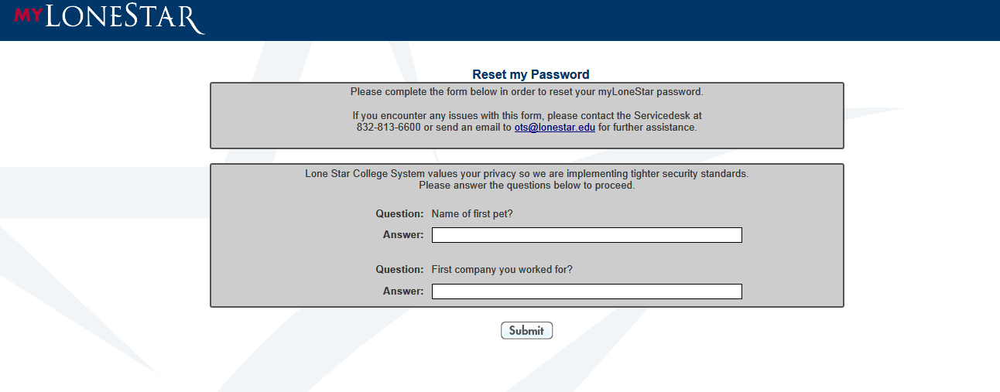 MYLONESTAR
Reset my Password
Please complete the form below in order to reset your myLoneStar password.
If you encounter any issues with this form, please contact the Servicedesk at
832-813-6600 or send an email to ots@lonestar.edu for further assistance.
Lone Star College System values your privacy so we are implementing tighter security standards.
Please answer the questions below to proceed.
Question: Name of first pet?
Answer:
Question: First company you worked for?
Answer:
Submit